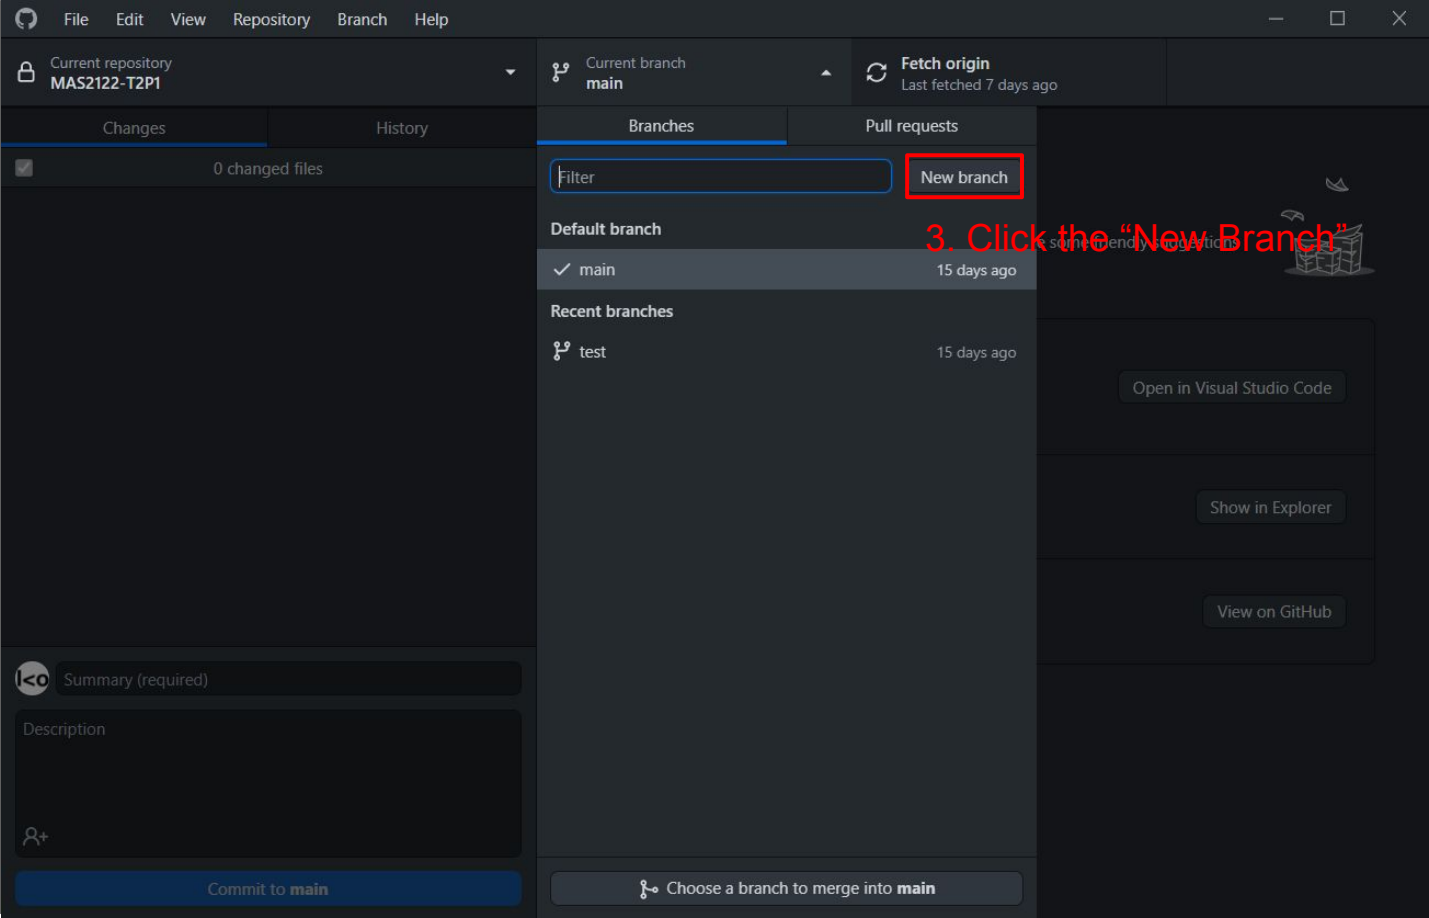 File Edit View Repository Branch Help
Current repository
MAS2122-T2P1
Current branch
main
Fetch origin
Last fetched 7 days ago
Changes
History
0 changed files
Branches
Pull requests
Filter
New branch
3. Click the “New Branch”
e some friendly suggestions
Default branch
main 15 days ago
Recent branches
test 15 days ago
Open in Visual Studio Code
Show in Explorer
View on GitHub
Summary (required)
Description
Commit to main
Choose a branch to merge into main